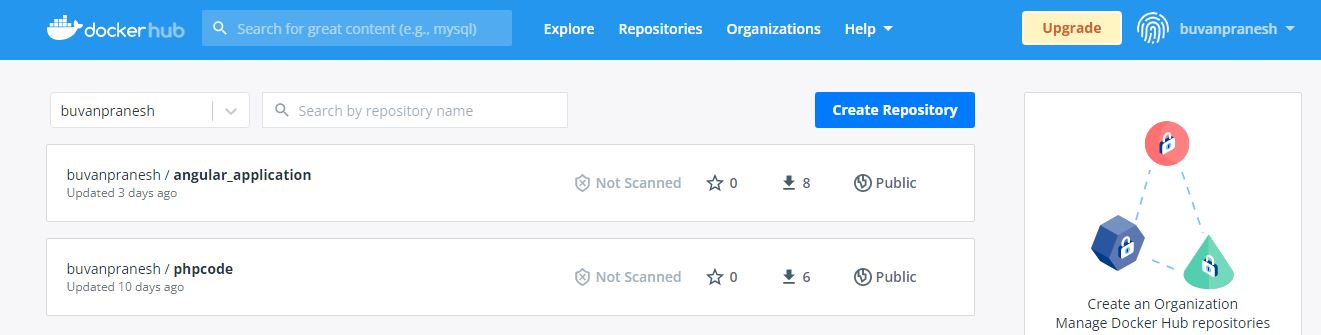 dockerhub
Search for great content (e.g., mysql)
Explore
Repositories
Organizations
Help
Upgrade
buvanpranesh
buvanpranesh
Search by repository name
Create Repository
buvanpranesh / angular_application
Updated 3 days ago
Not Scanned
0
8
Public
buvanpranesh / phpcode
Updated 10 days ago
Not Scanned
0
6
Public
Create an Organization
Manage Docker Hub repositories